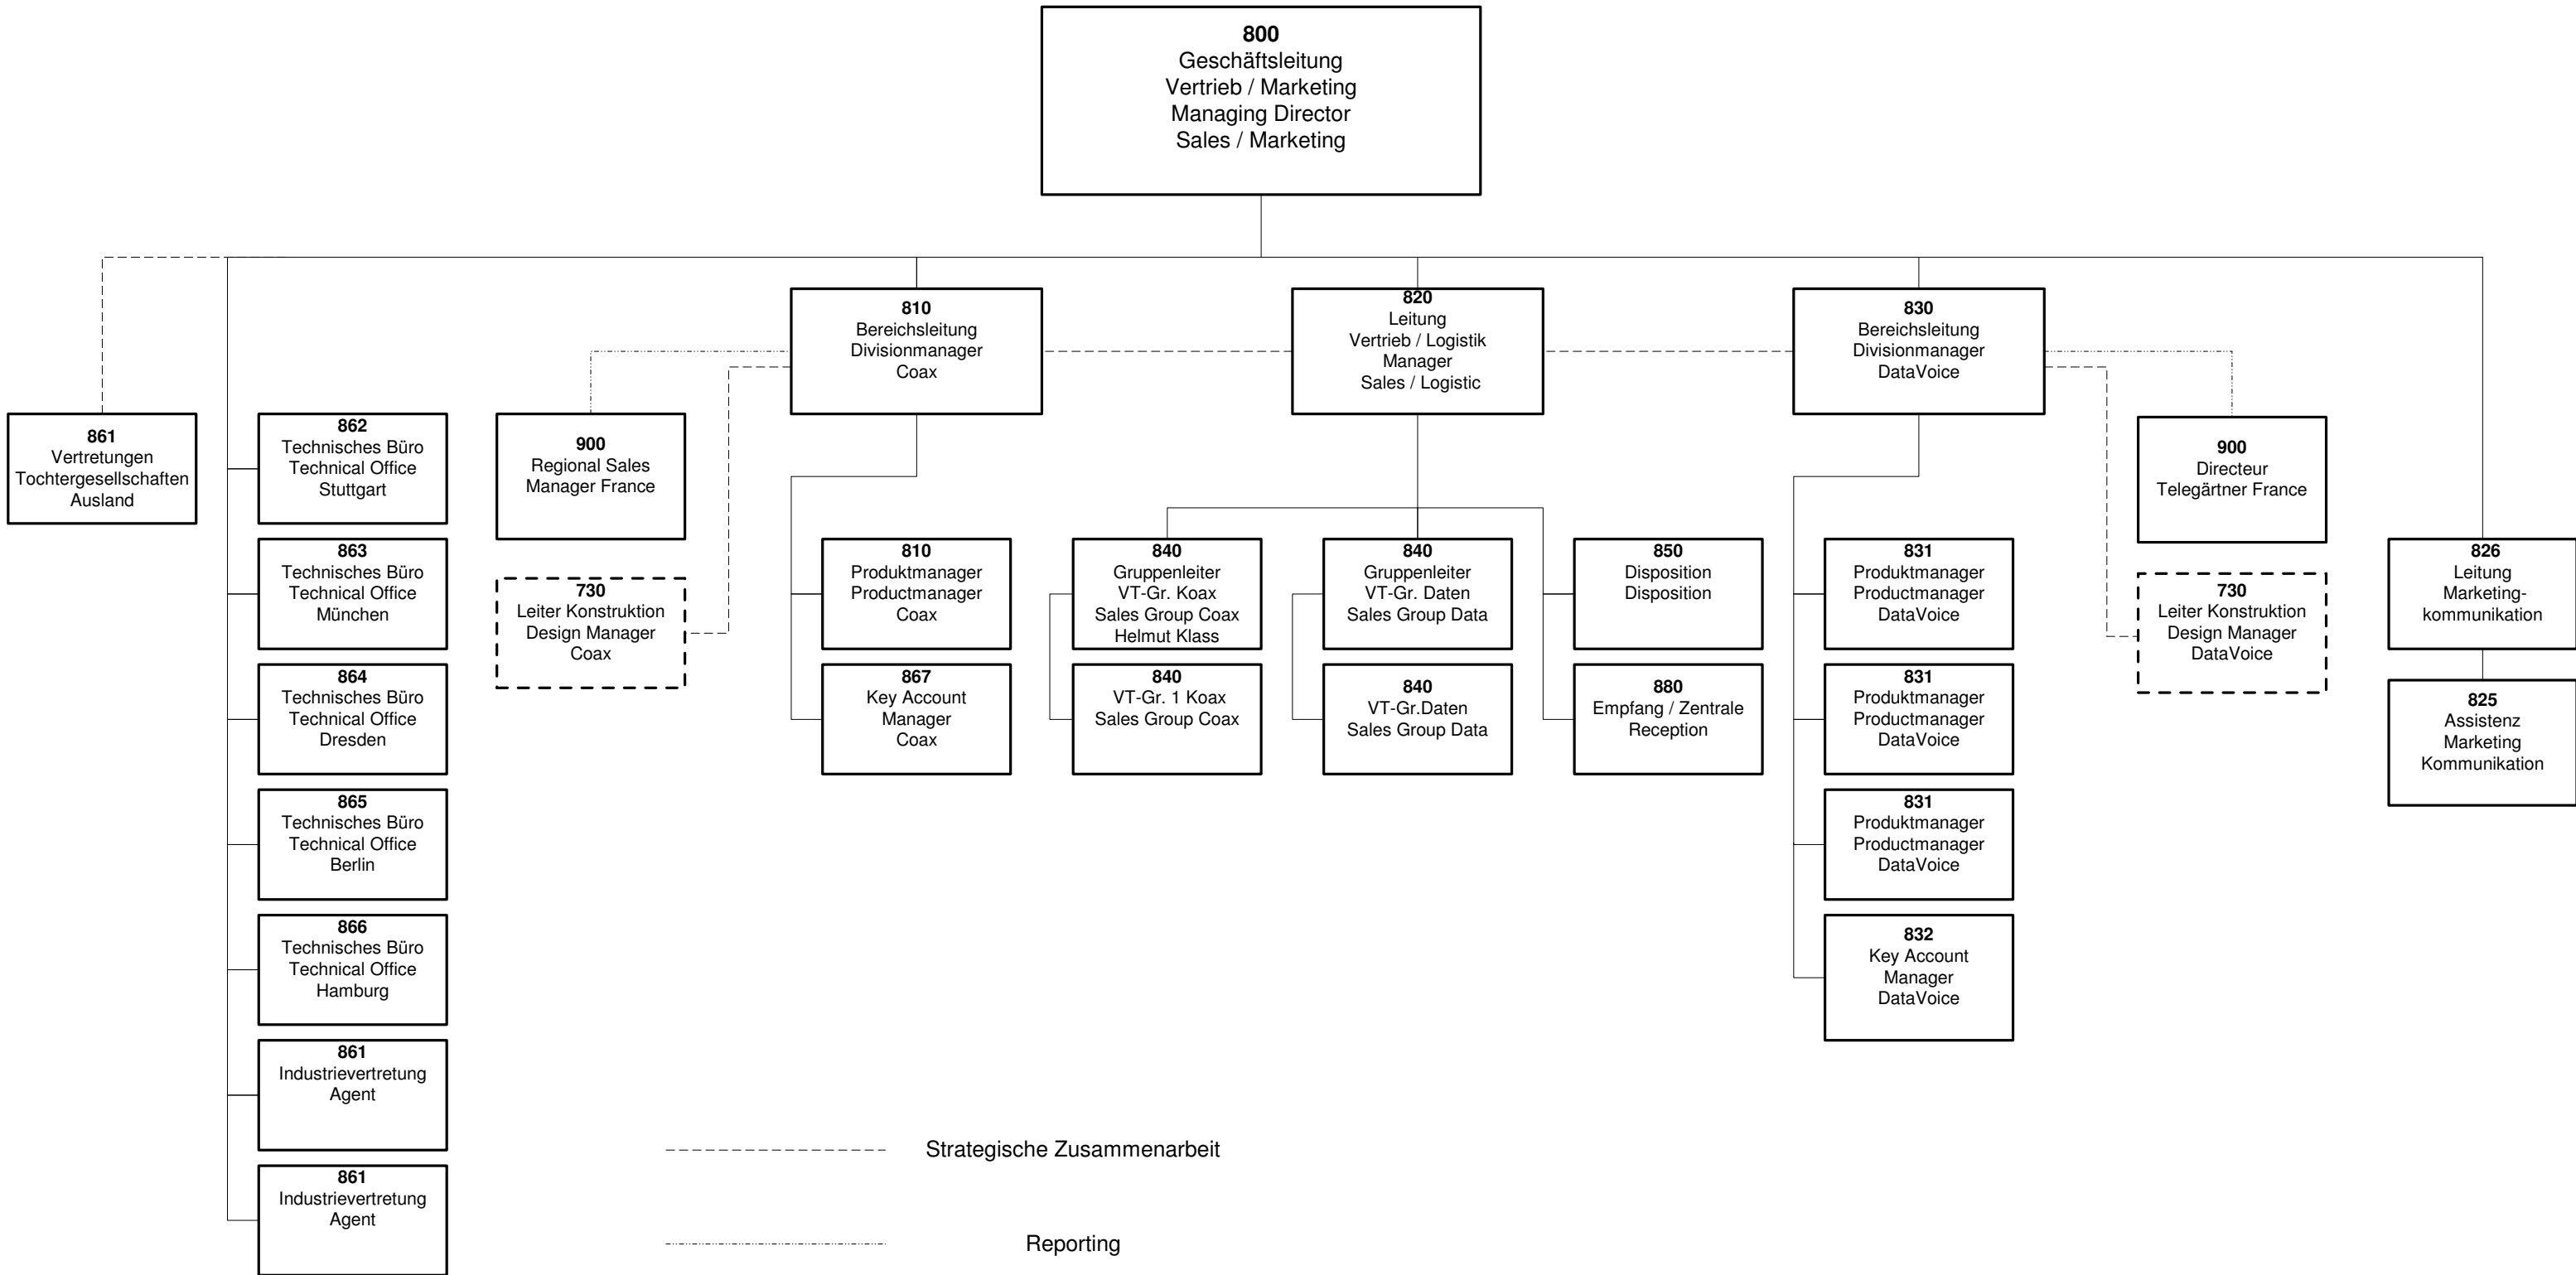 800
Geschäftsleitung
Vertrieb / Marketing
Managing Director
Sales / Marketing
810
Bereichsleitung
Divisionmanager
Coax
820
Leitung
Vertrieb / Logistik
Manager
Sales / Logistic
830
Bereichsleitung
Divisionmanager
DataVoice
861
Vertretungen
Tochtergesellschaften
Ausland
862
Technisches Büro
Technical Office
Stuttgart
863
Technisches Büro
Technical Office
München
864
Technisches Büro
Technical Office
Dresden
865
Technisches Büro
Technical Office
Berlin
866
Technisches Büro
Technical Office
Hamburg
861
Industrievertretung
Agent
861
Industrievertretung
Agent
900
Regional Sales
Manager France
730
Leiter Konstruktion
Design Manager
Coax
810
Produktmanager
Productmanager
Coax
867
Key Account
Manager
Coax
840
Gruppenleiter
VT-Gr. Koax
Sales Group Coax
Helmut Klass
840
VT-Gr. 1 Koax
Sales Group Coax
840
Gruppenleiter
VT-Gr. Daten
Sales Group Data
840
VT-Gr.Daten
Sales Group Data
850
Disposition
Disposition
880
Empfang / Zentrale
Reception
831
Produktmanager
Productmanager
DataVoice
831
Produktmanager
Productmanager
DataVoice
831
Produktmanager
Productmanager
DataVoice
832
Key Account
Manager
DataVoice
900
Directeur
Telegärtner France
730
Leiter Konstruktion
Design Manager
DataVoice
826
Leitung
Marketing-
kommunikation
825
Assistenz
Marketing
Kommunikation
Strategische Zusammenarbeit
Reporting